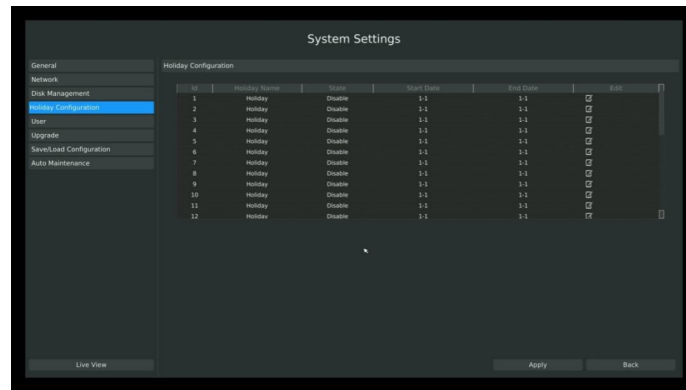 System Settings
General
Network
Disk Management
Holiday Configuration
User
Upgrade
Save/Load Configuration
Auto Maintenance
Holiday Configuration
Id Holiday Name State Start Date End Date Edit
1 Holiday Disable 1-1 1-1
2 Holiday Disable 1-1 1-1
3 Holiday Disable 1-1 1-1
4 Holiday Disable 1-1 1-1
5 Holiday Disable 1-1 1-1
6 Holiday Disable 1-1 1-1
7 Holiday Disable 1-1 1-1
8 Holiday Disable 1-1 1-1
9 Holiday Disable 1-1 1-1
10 Holiday Disable 1-1 1-1
11 Holiday Disable 1-1 1-1
12 Holiday Disable 1-1 1-1
Live View
Apply Back